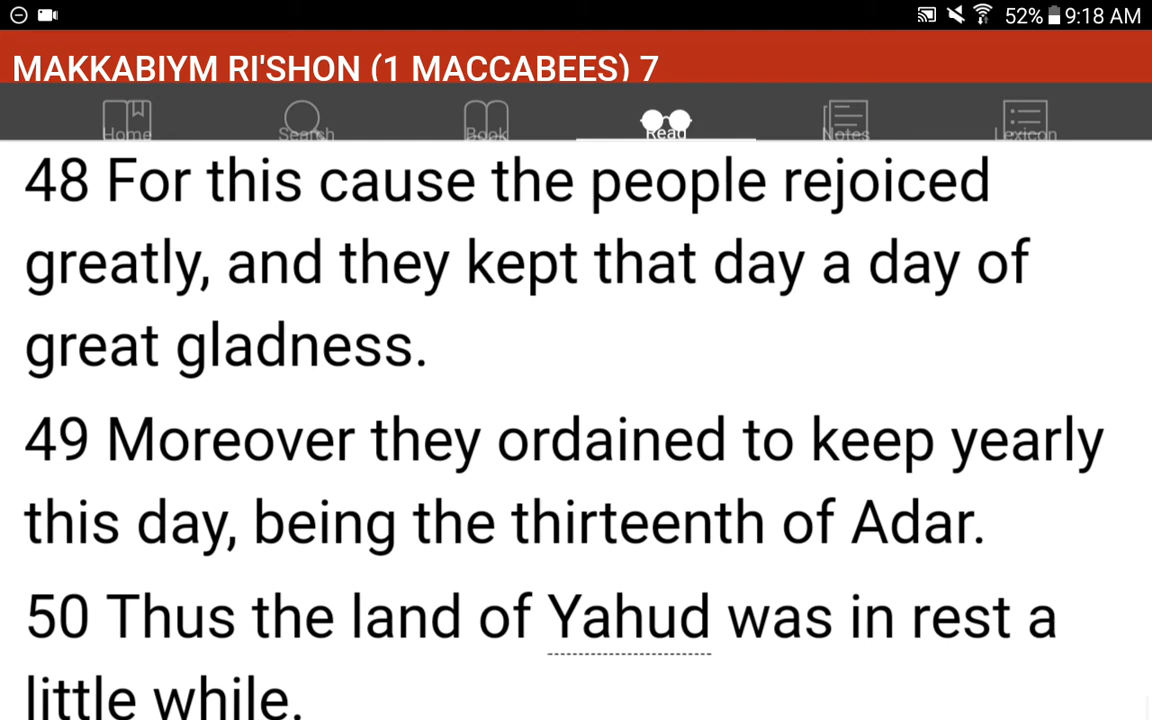 52% 9:18 AM
MAKKABIYM RI'SHON (1 MACCABEES) 7
Home Search Book Read Notes Lexicon
48 For this cause the people rejoiced
greatly, and they kept that day a day of
great gladness.
49 Moreover they ordained to keep yearly
this day, being the thirteenth of Adar.
50 Thus the land of Yahud was in rest a
little while.